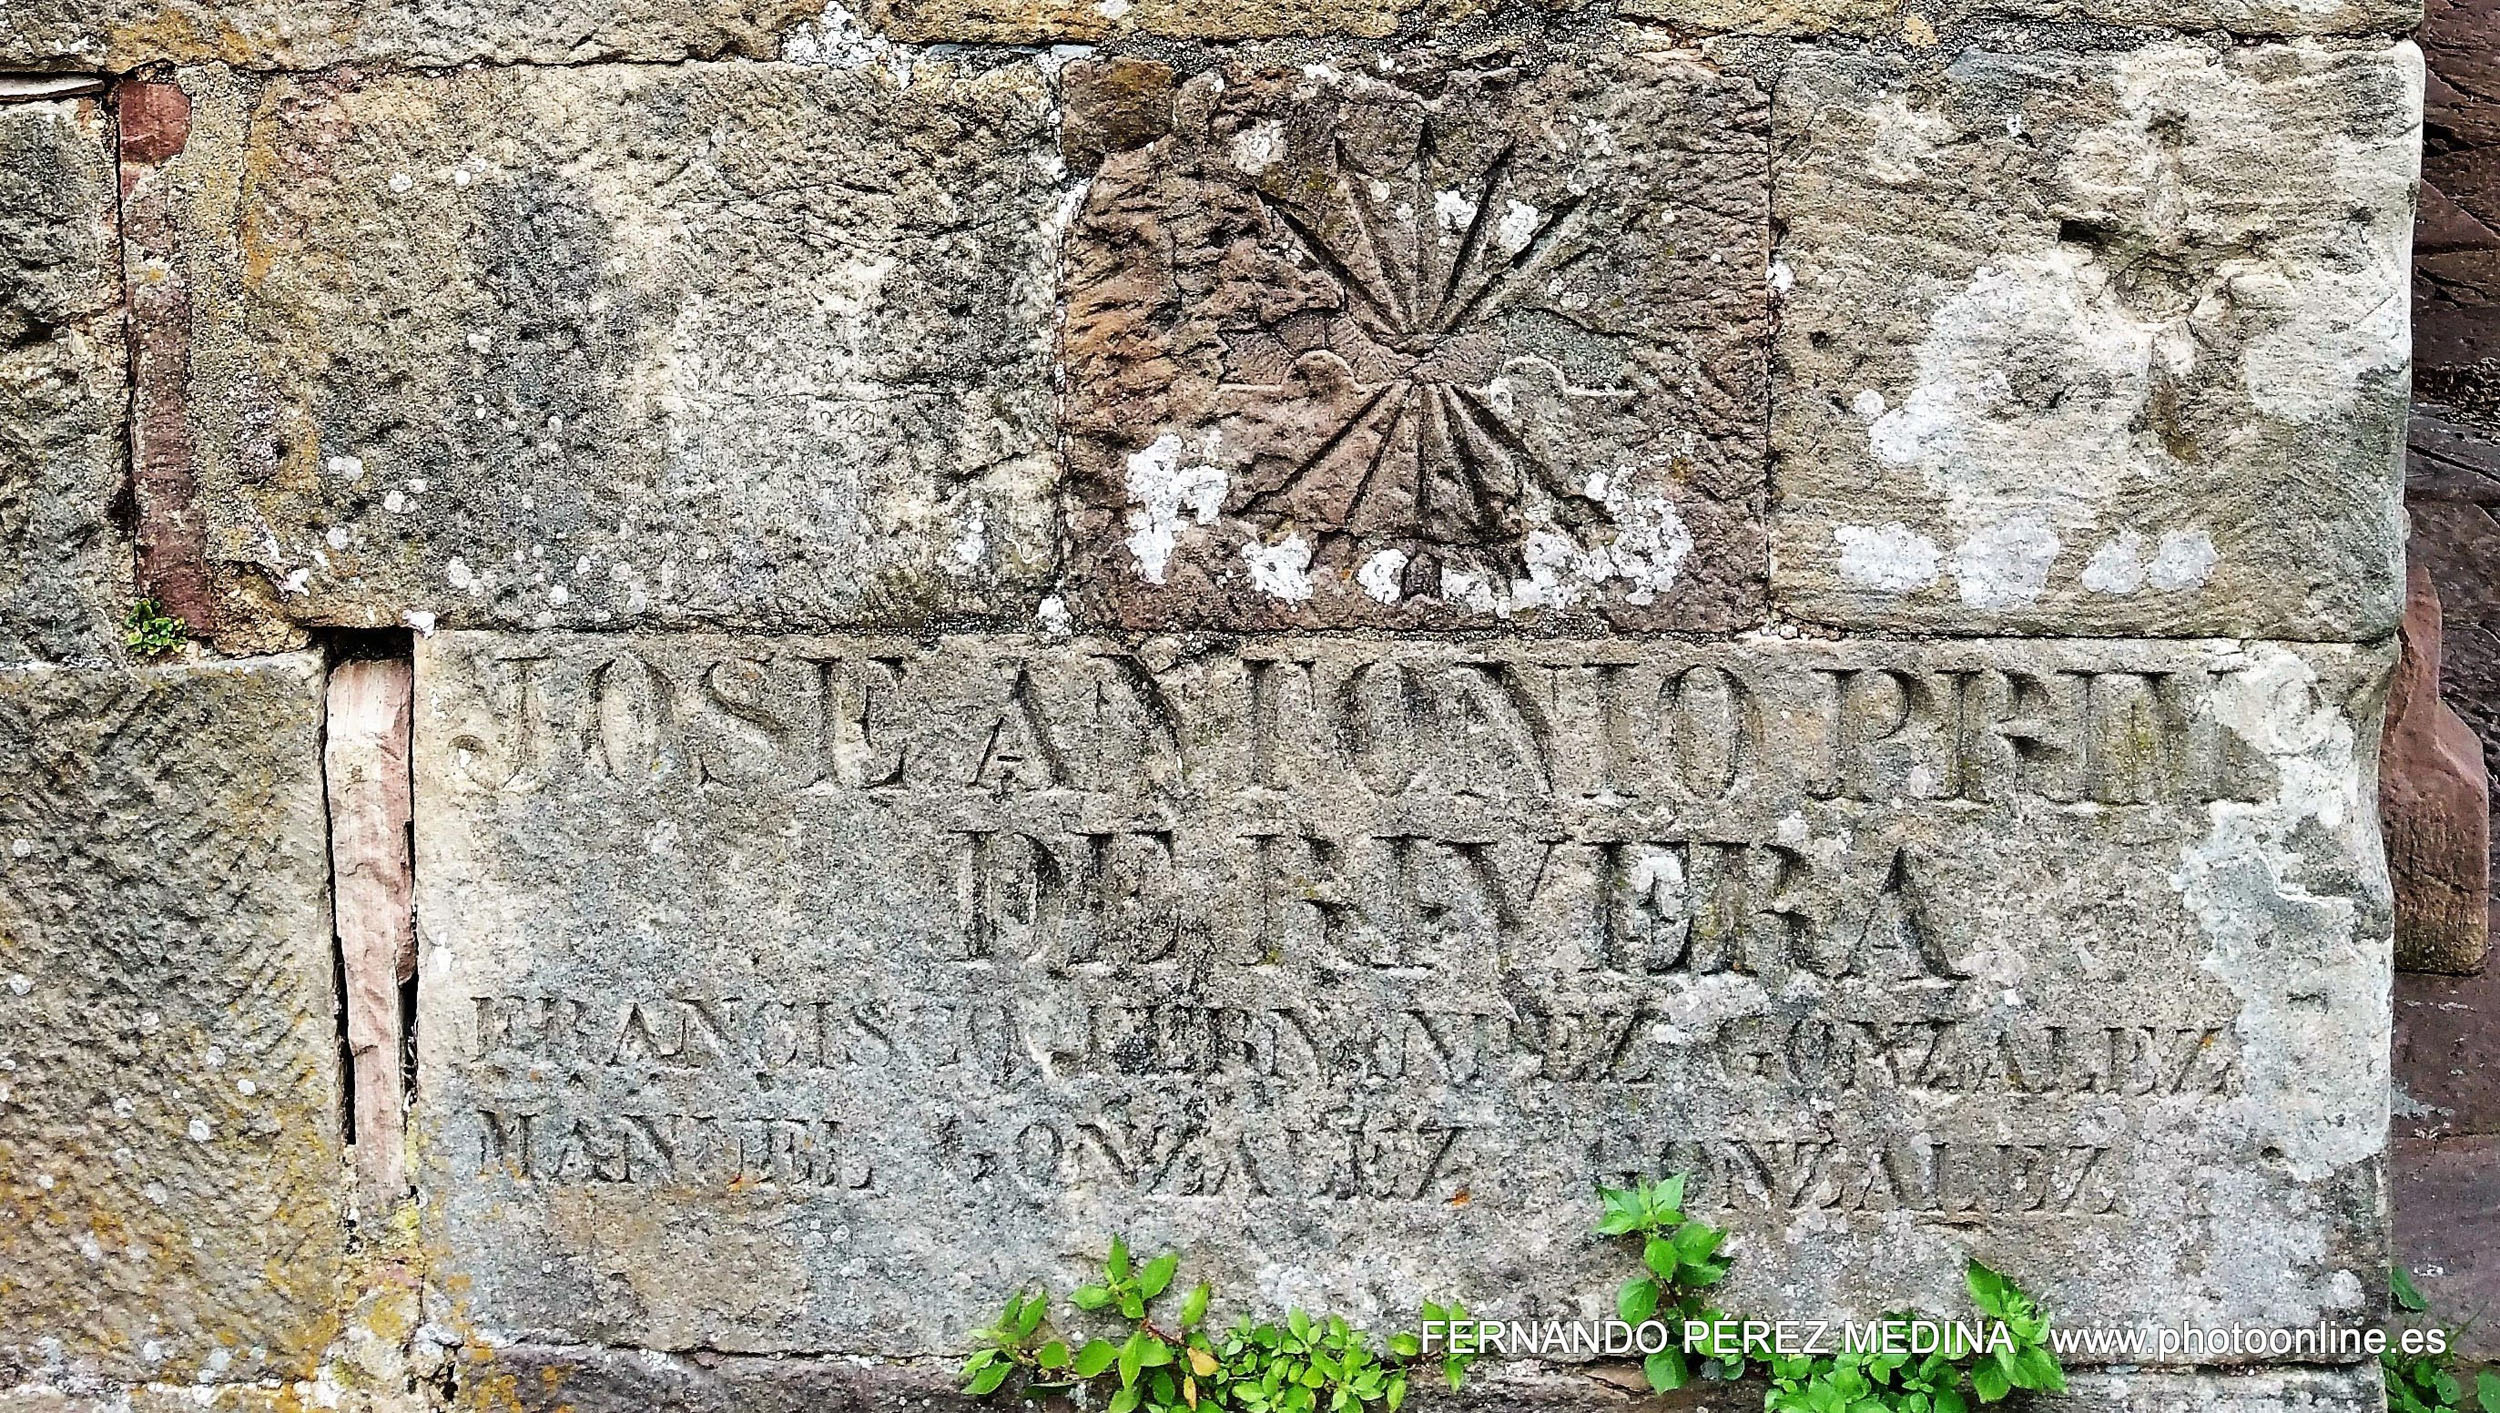 JOSE ANTONIO PRIMO
DE RIVERA
FRANCISCO FERNANDEZ GONZALEZ
MANUEL GONZALEZ GONZALEZ
FERNANDO PÉREZ MEDINA www.photoonline.es